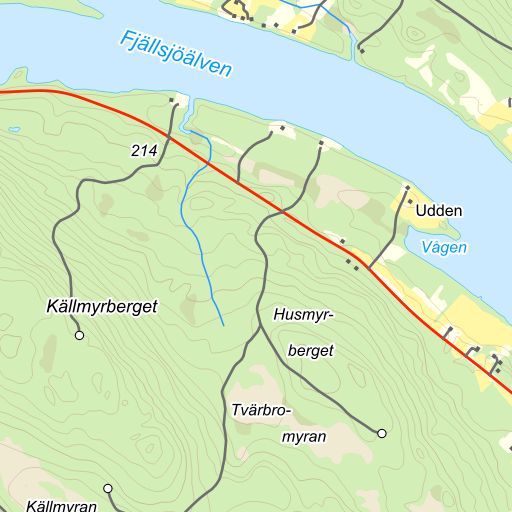 Fjällsjöälven
214
Udden
Vågen
Källmyrberget
Husmyr-
berget
Tvärbro-
myran
Källmyran